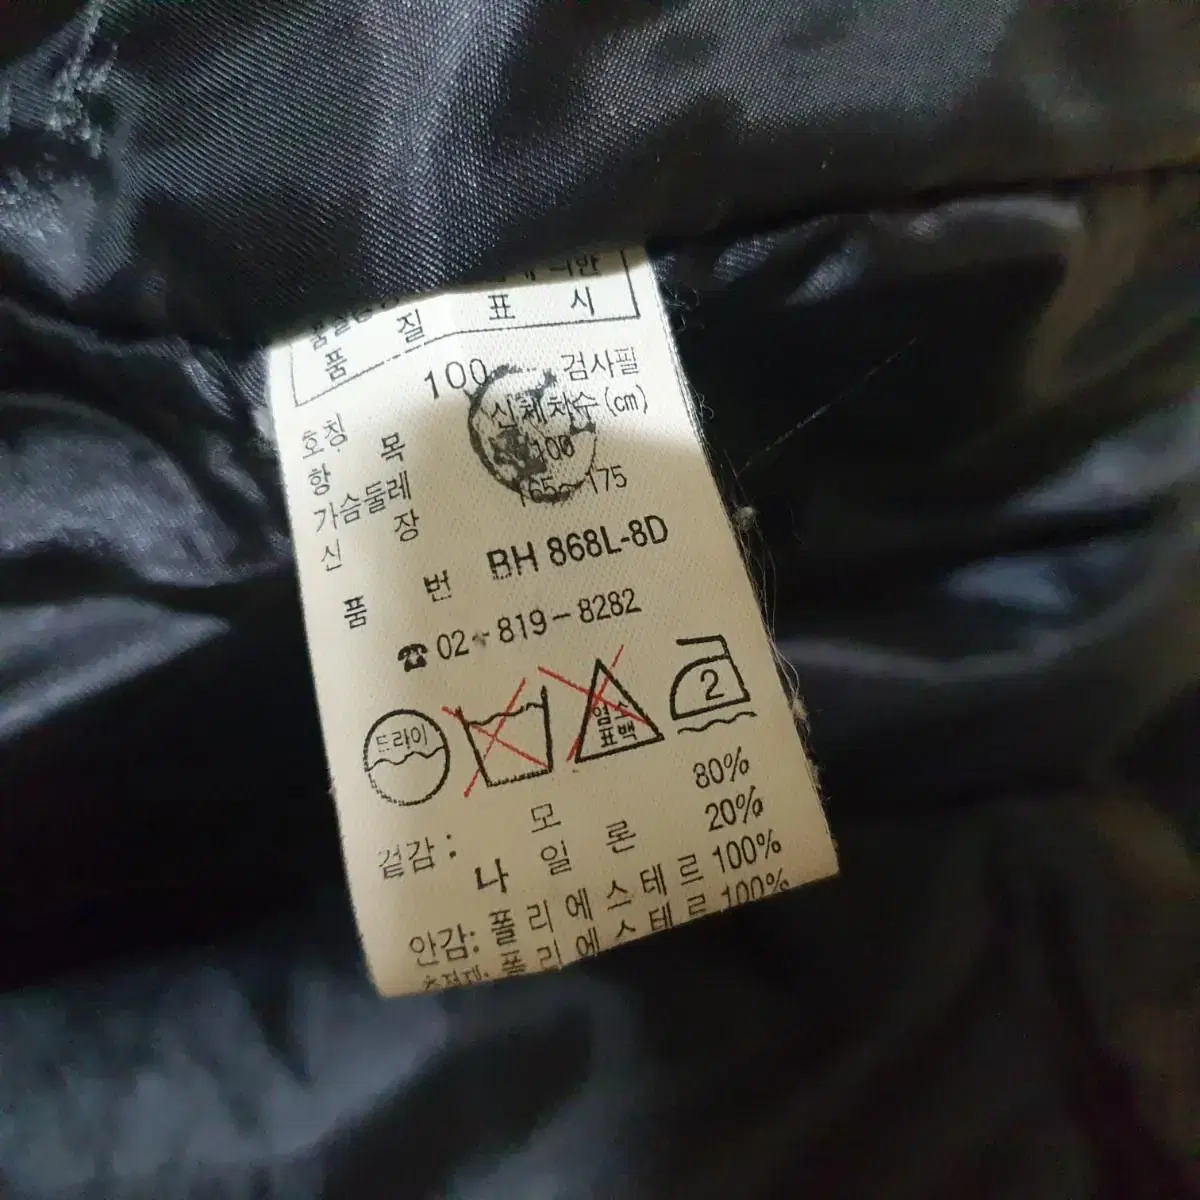 품 질 표 시
검사필
호칭 100
항 목 신체치수(cm)
가슴둘레 100
신 장 165~175
품 번 BH 868L-8D
☎ 02-819-8282
드라이
염소
표백
2
겉감: 모 80%
나 일 론 20%
안감: 폴 리 에 스 테 르 100%
충전재: 폴 리 에 스 테 르 100%